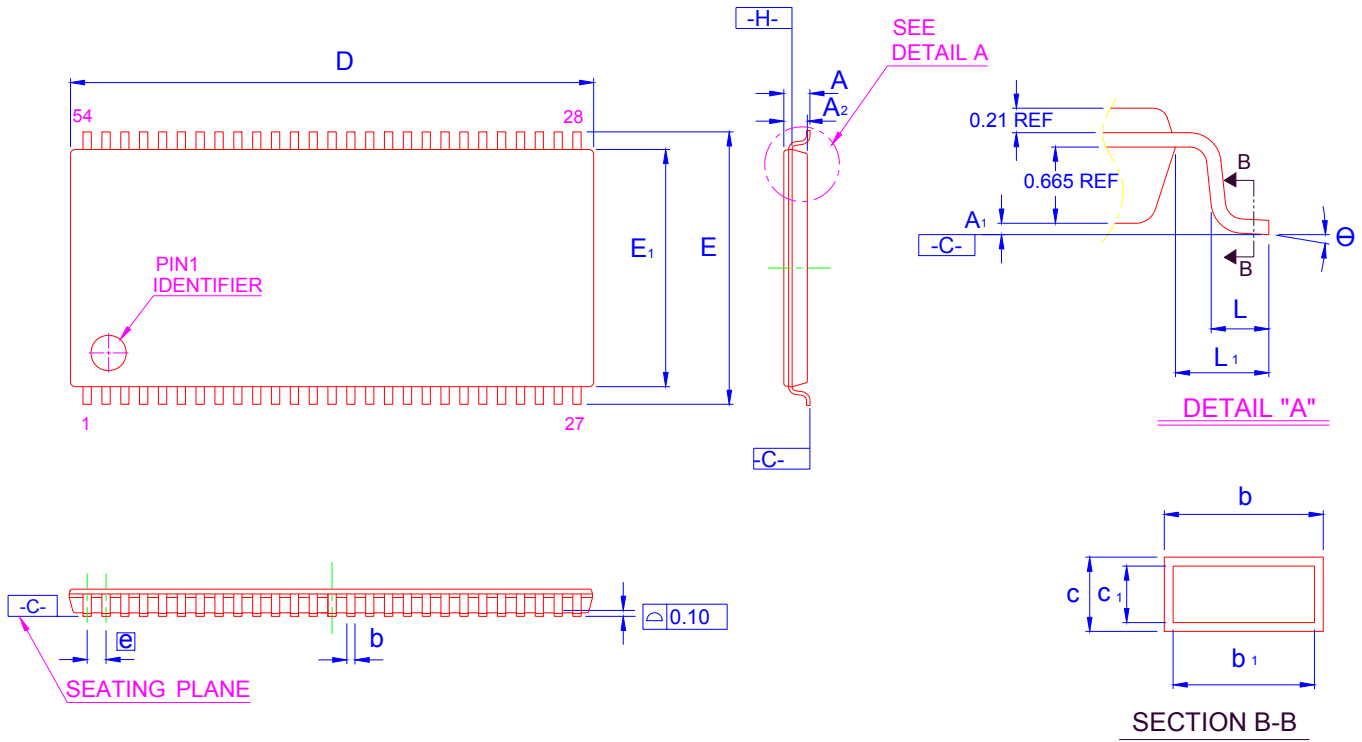 -H-
SEE
DETAIL A
D
A
A2
54
28
0.21 REF
B
0.665 REF
A1
-C-
Θ
B
E1
E
PIN1
IDENTIFIER
L
L1
1
27
DETAIL "A"
-C-
b
c
c1
b1
SECTION B-B
-C-
e
b
⌓ 0.10
SEATING PLANE